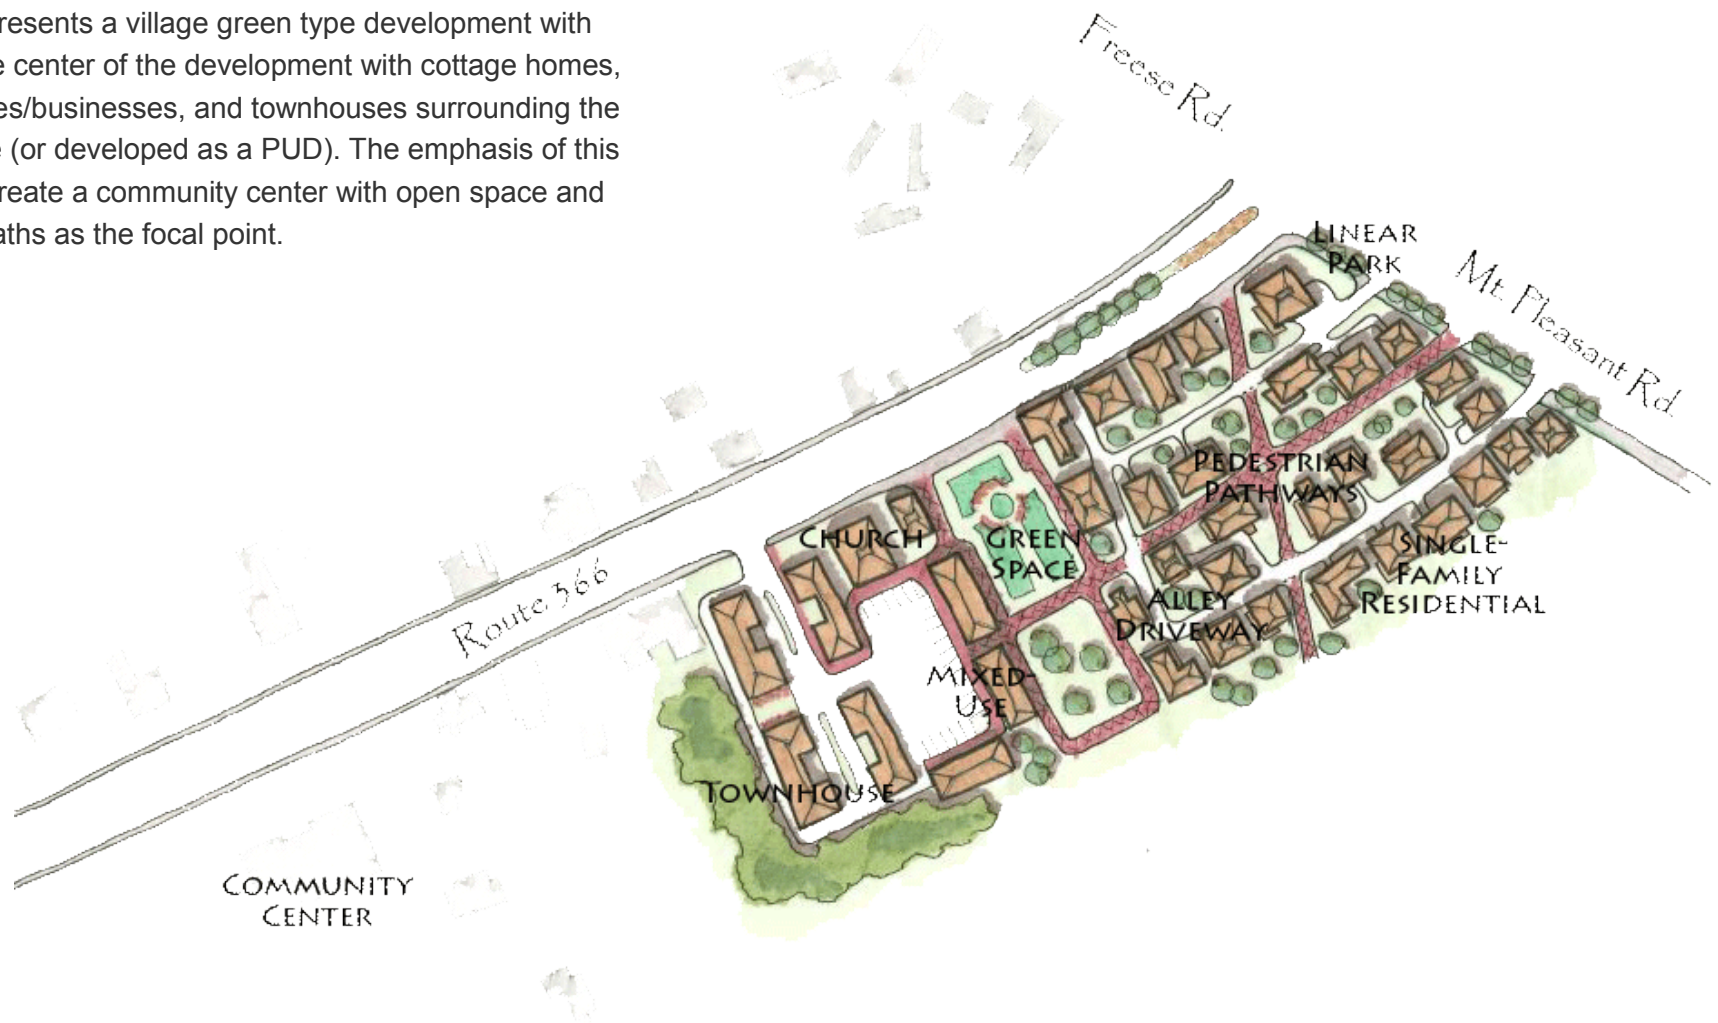 resents a village green type development with
center of the development with cottage homes,
es/businesses, and townhouses surrounding the
(or developed as a PUD). The emphasis of this
reate a community center with open space and
aths as the focal point.
Freese Rd.
LINEAR
PARK
Mt. Pleasant Rd.
PEDESTRIAN
PATHWAYS
CHURCH
GREEN
SPACE
SINGLE-
FAMILY
RESIDENTIAL
Route 366
ALLEY
DRIVEWAY
MIXED-
USE
TOWNHOUSE
COMMUNITY
CENTER